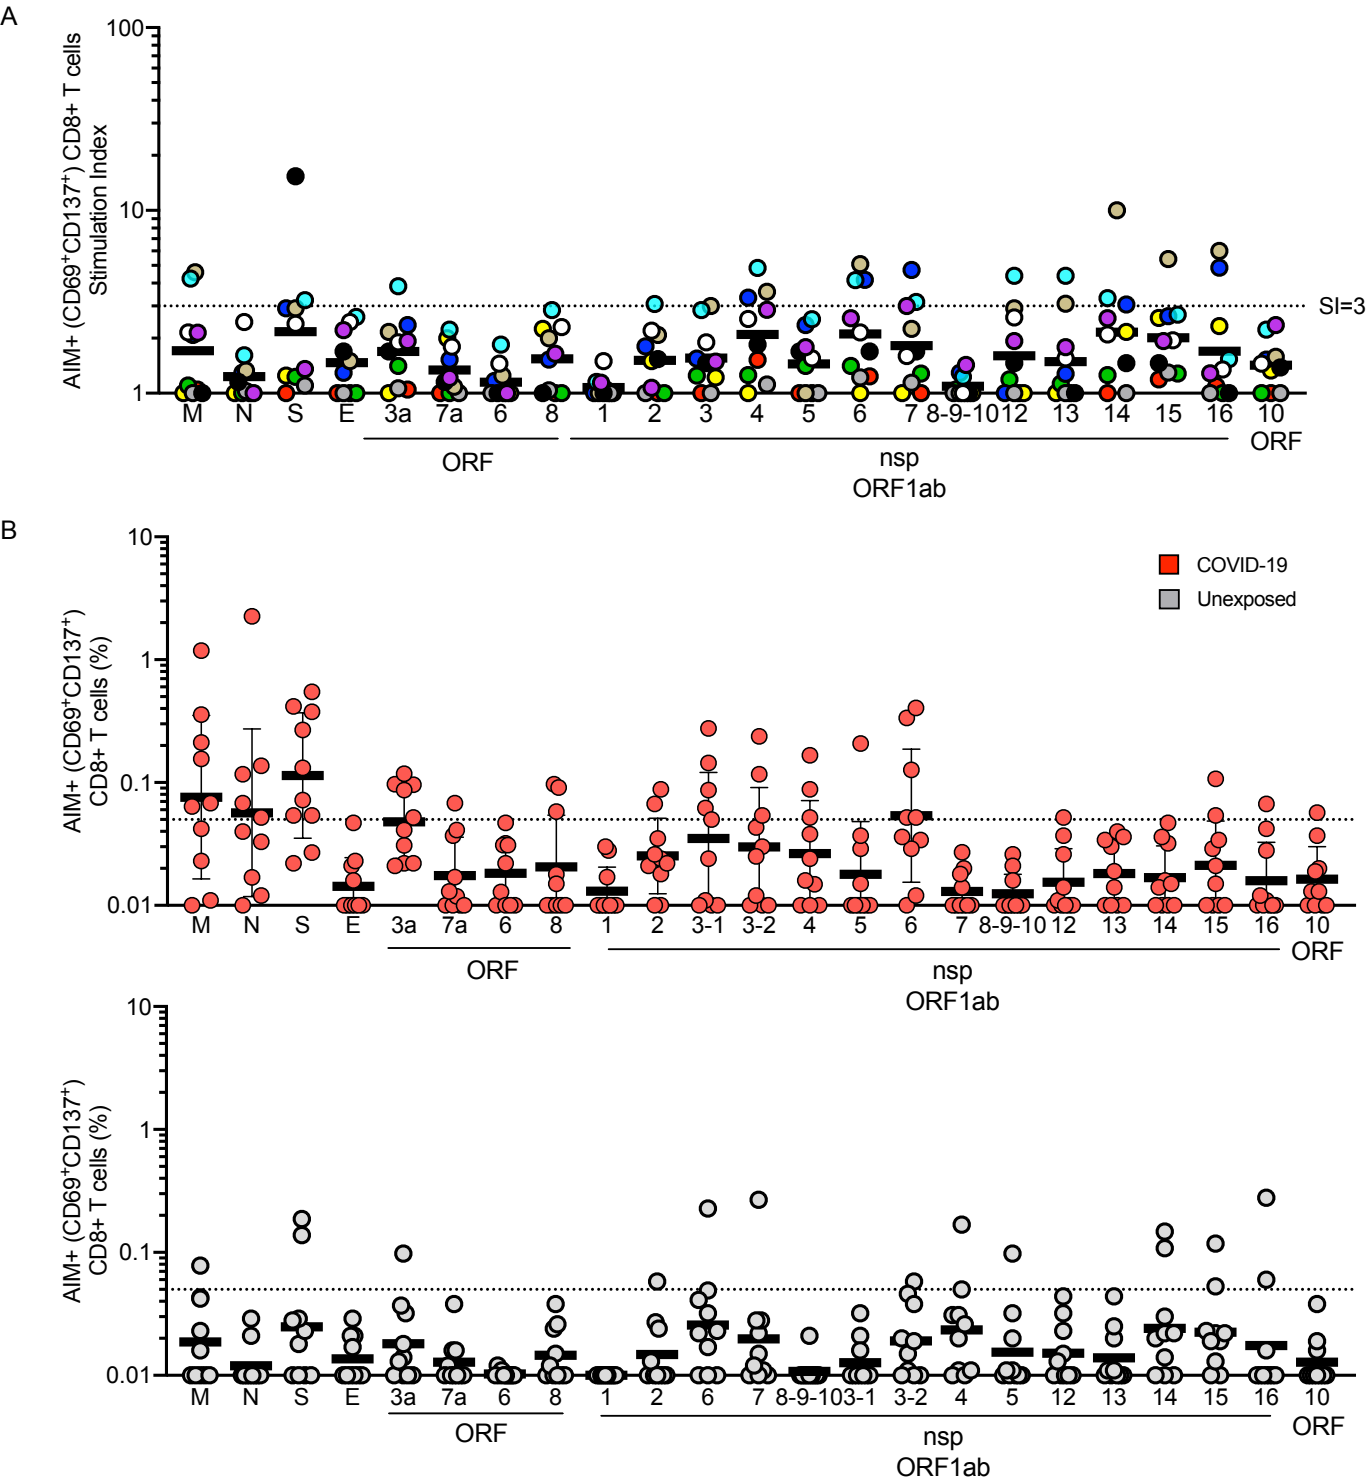 A
AIM+ (CD69+CD137+) CD8+ T cells
Stimulation Index
100
10
1
SI=3
M N S E 3a 7a 6 8 1 2 3 4 5 6 7 8-9-10 12 13 14 15 16 10
ORF
nsp
ORF1ab
ORF
B
AIM+ (CD69+CD137+)
CD8+ T cells (%)
10
1
0.1
0.01
COVID-19
Unexposed
M N S E 3a 7a 6 8 1 2 3-1 3-2 4 5 6 7 8-9-10 12 13 14 15 16 10
ORF
nsp
ORF1ab
ORF
AIM+ (CD69+CD137+)
CD8+ T cells (%)
10
1
0.1
0.01
M N S E 3a 7a 6 8 1 2 6 7 8-9-10 3-1 3-2 4 5 12 13 14 15 16 10
ORF
nsp
ORF1ab
ORF